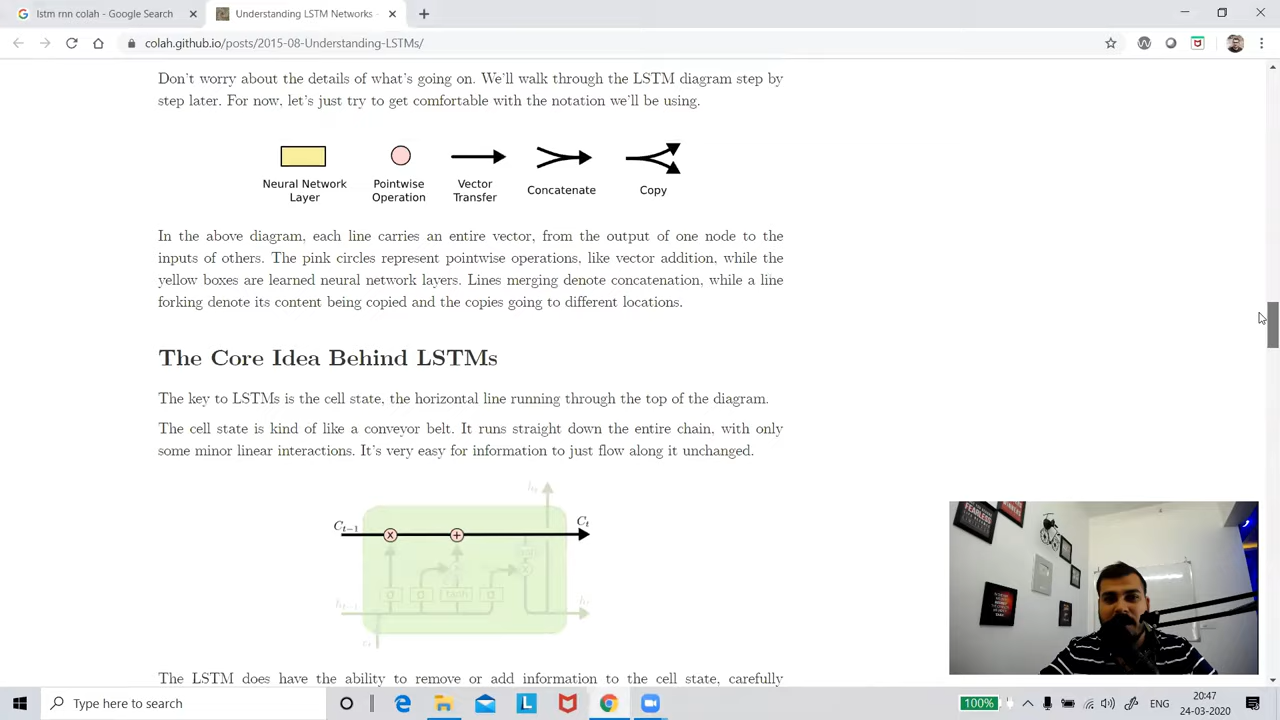 lstm rnn colah - Google Search
Understanding LSTM Networks -
colah.github.io/posts/2015-08-Understanding-LSTMs/
Don't worry about the details of what's going on. We'll walk through the LSTM diagram step by
step later. For now, let's just try to get comfortable with the notation we'll be using.
Neural Network
Layer
Pointwise
Operation
Vector
Transfer
Concatenate
Copy
In the above diagram, each line carries an entire vector, from the output of one node to the
inputs of others. The pink circles represent pointwise operations, like vector addition, while the
yellow boxes are learned neural network layers. Lines merging denote concatenation, while a line
forking denote its content being copied and the copies going to different locations.
The Core Idea Behind LSTMs
The key to LSTMs is the cell state, the horizontal line running through the top of the diagram.
The cell state is kind of like a conveyor belt. It runs straight down the entire chain, with only
some minor linear interactions. It's very easy for information to just flow along it unchanged.
Cₜ₋₁
Cₜ
x
+
σ σ tanh σ
hₜ₋₁
The LSTM does have the ability to remove or add information to the cell state, carefully
FEARLESS
Type here to search
100%
ENG
20:47
24-03-2020